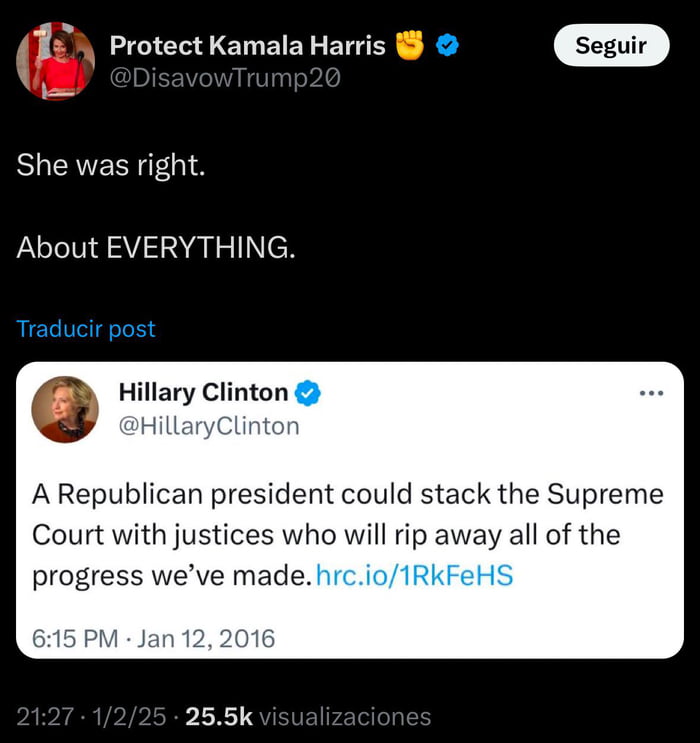 Protect Kamala Harris ✊
Seguir
@DisavowTrump20
She was right.
About EVERYTHING.
Traducir post
Hillary Clinton
@HillaryClinton
A Republican president could stack the Supreme
Court with justices who will rip away all of the
progress we’ve made. hrc.io/1RkFeHS
6:15 PM · Jan 12, 2016
21:27 · 1/2/25 · 25.5k visualizaciones